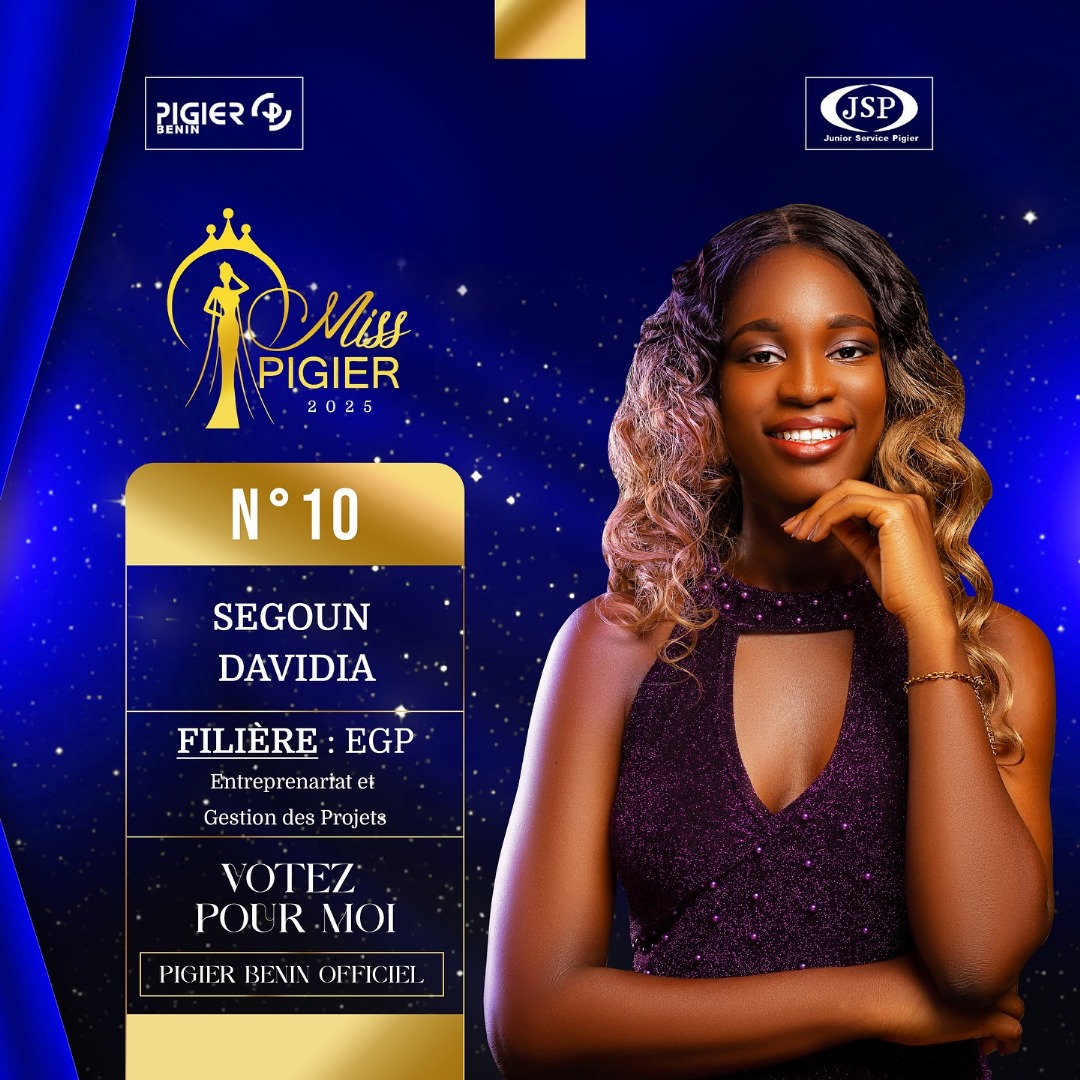 PIGIER
BENIN
JSP
Junior Service Pigier
Miss
PIGIER
2025
N°10
SEGOUN
DAVIDIA
FILIÈRE : EGP
Entreprenariat et
Gestion des Projets
VOTEZ
POUR MOI
PIGIER BENIN OFFICIEL